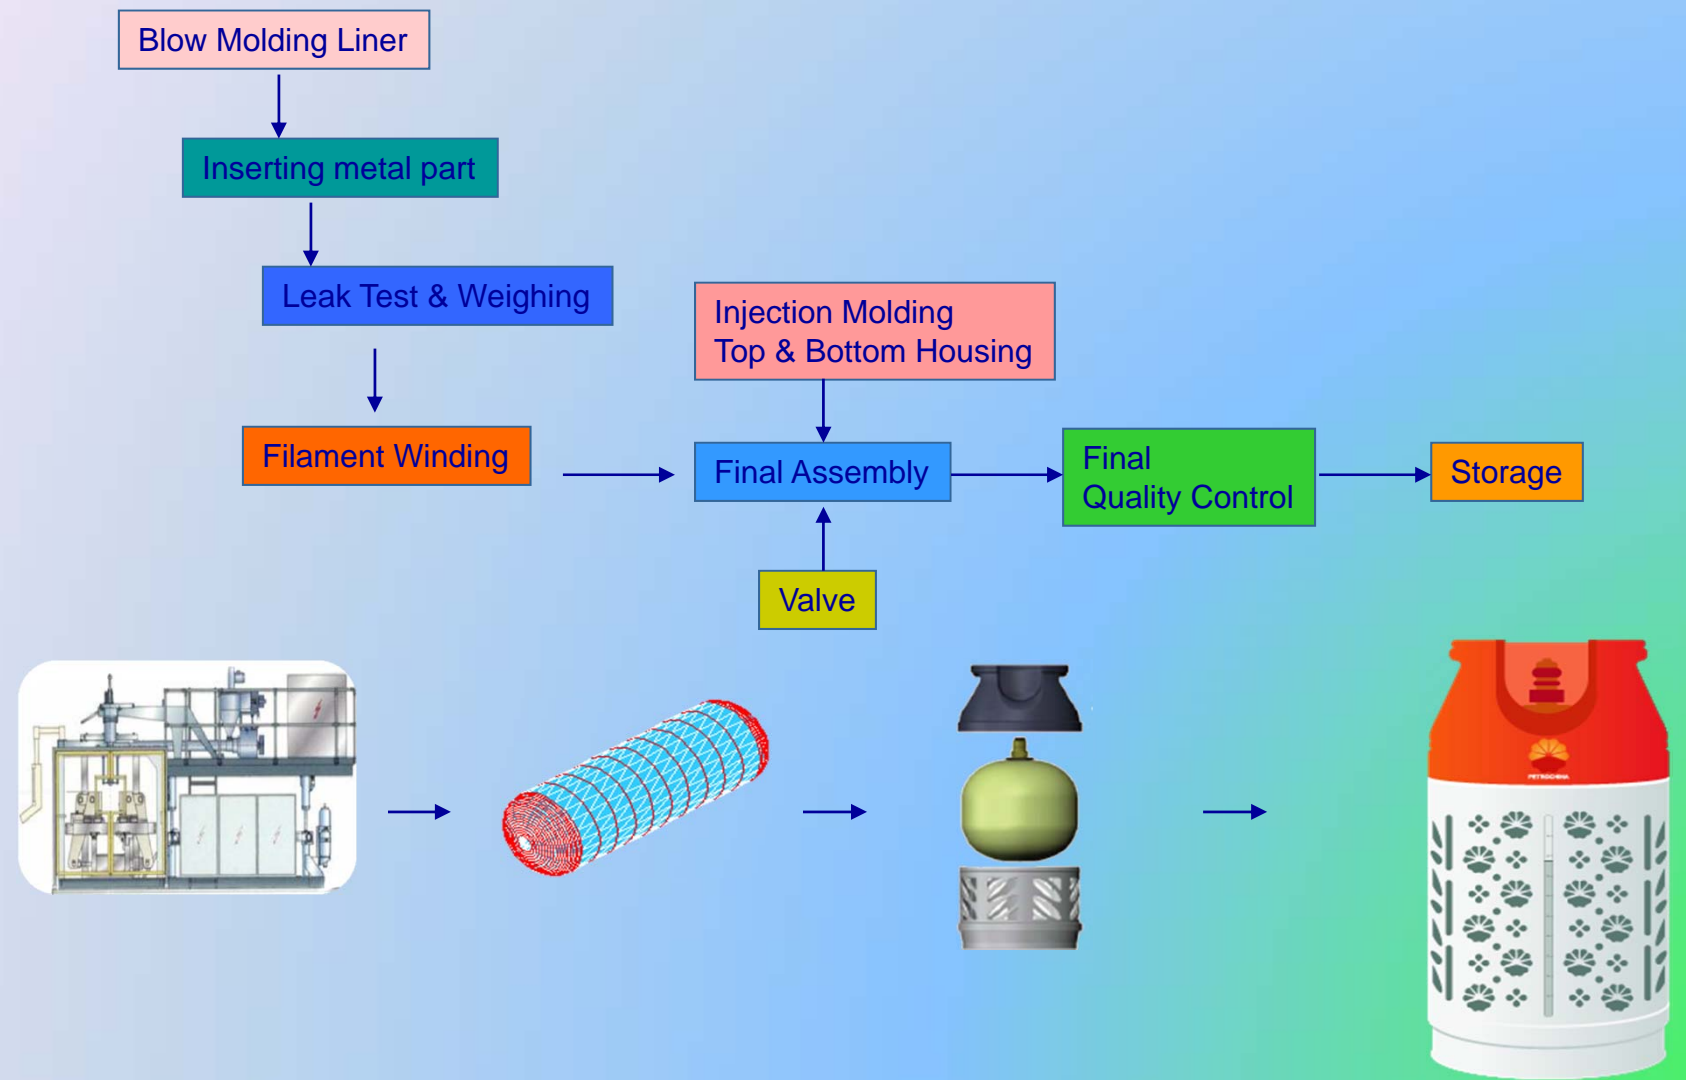 Blow Molding Liner
Inserting metal part
Leak Test & Weighing
Injection Molding
Top & Bottom Housing
Filament Winding
Final Assembly
Final
Quality Control
Storage
Valve
PETROCHINA